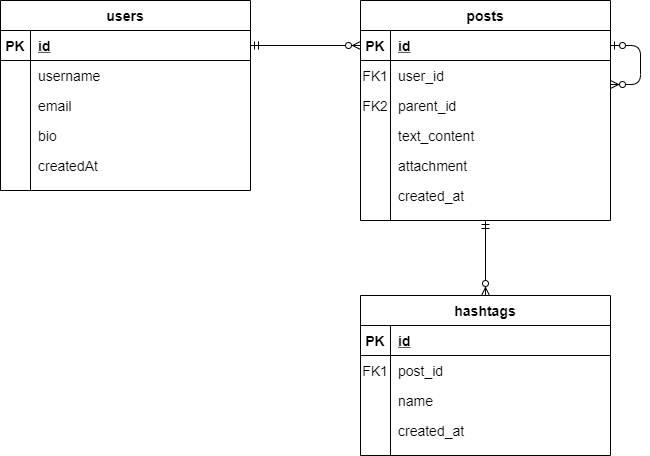 users
PK id
username
email
bio
createdAt
posts
PK id
FK1 user_id
FK2 parent_id
text_content
attachment
created_at
hashtags
PK id
FK1 post_id
name
created_at